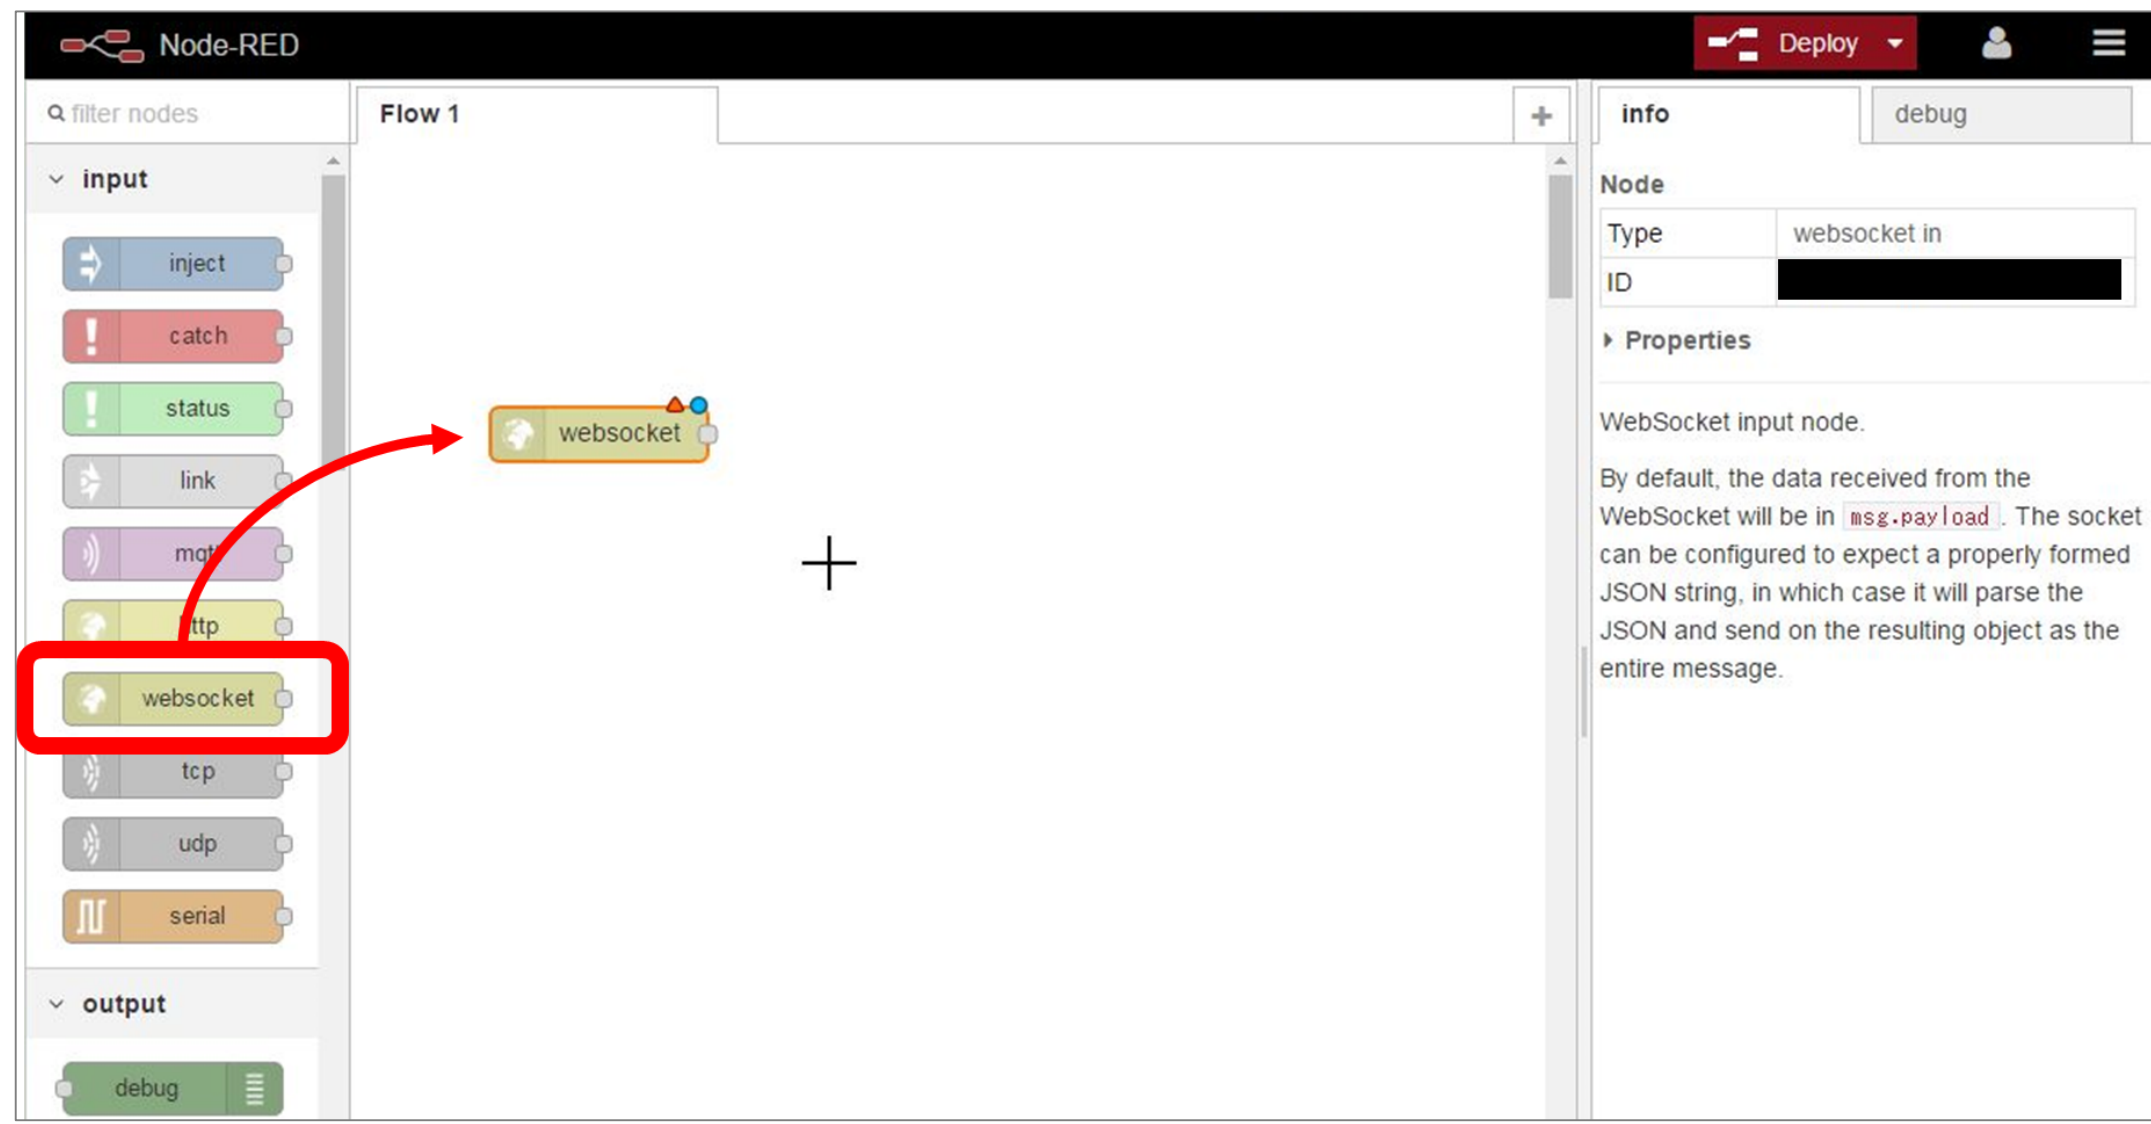 Node-RED
Deploy
filter nodes
Flow 1
info
debug
input
inject
catch
status
link
http
websocket
tcp
udp
serial
output
debug
websocket
Node
Type
websocket in
ID
Properties
WebSocket input node.
By default, the data received from the
WebSocket will be in msg.payload . The socket
can be configured to expect a properly formed
JSON string, in which case it will parse the
JSON and send on the resulting object as the
entire message.